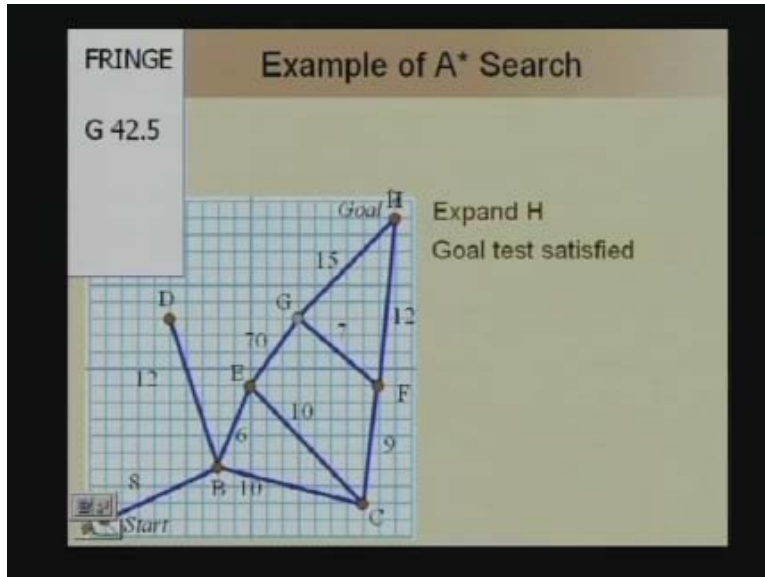 FRINGE
Example of A* Search
G 42.5
Goal H
Expand H
Goal test satisfied
15
D
G
12
70
7
E
12
F
10
6
9
8
B 10
C
Start